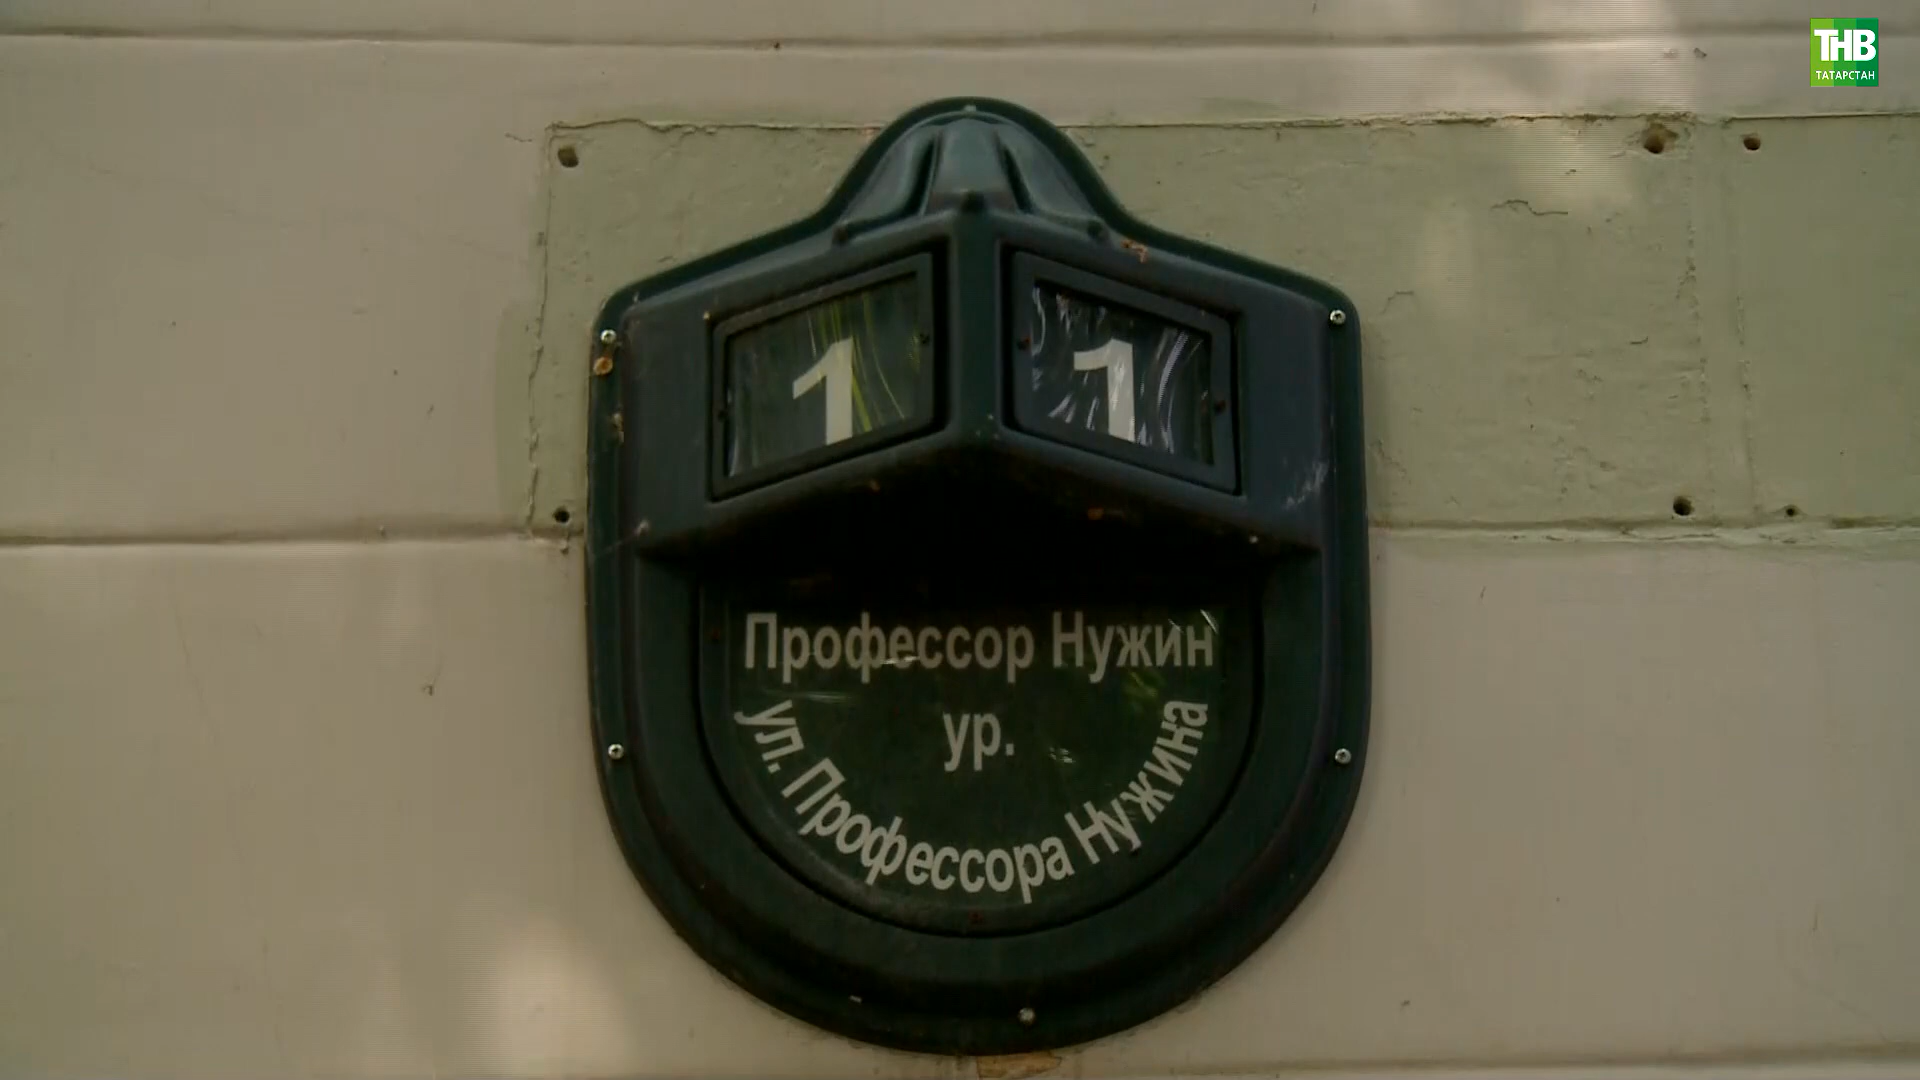 ТНВ
ТАТАРСТАН
1 1
Профессор Нужин
ур.
ул. Профессора Нужина